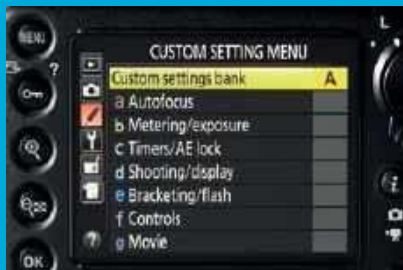 MENU
L
?
CUSTOM SETTING MENU
Custom settings bank A
a Autofocus
b Metering/exposure
c Timers/AE lock
d Shooting/display
e Bracketing/flash
f Controls
g Movie
?
i
OK